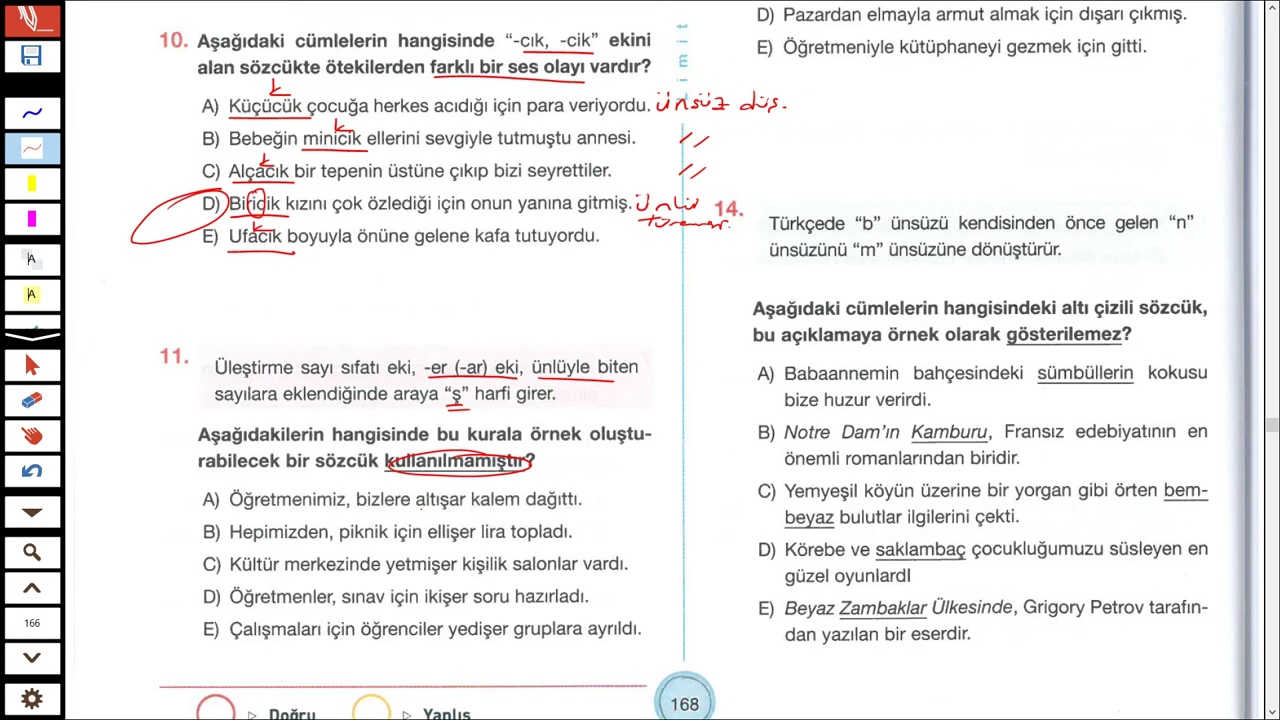 10. Aşağıdaki cümlelerin hangisinde “-cık, -cik” ekini
alan sözcükte ötekilerden farklı bir ses olayı vardır?
A) Küçücük çocuğa herkes acıdığı için para veriyordu. ünsüz düş.
B) Bebeğin minicik ellerini sevgiyle tutmuştu annesi. //
C) Alçacık bir tepenin üstüne çıkıp bizi seyrettiler. //
D) Biricik kızını çok özlediği için onun yanına gitmiş. ünlü
türemesi.
E) Ufacık boyuyla önüne gelene kafa tutuyordu.
11. Üleştirme sayı sıfatı eki, -er (-ar) eki, ünlüyle biten
sayılara eklendiğinde araya “ş” harfi girer.
Aşağıdakilerin hangisinde bu kurala örnek oluştu-
rabilecek bir sözcük kullanılmamıştır?
A) Öğretmenimiz, bizlere altışar kalem dağıttı.
B) Hepimizden, piknik için ellişer lira topladı.
C) Kültür merkezinde yetmişer kişilik salonlar vardı.
D) Öğretmenler, sınav için ikişer soru hazırladı.
E) Çalışmaları için öğrenciler yedişer gruplara ayrıldı.
Doğru Yanlış
imit
168
D) Pazardan elmayla armut almak için dışarı çıkmış.
E) Öğretmeniyle kütüphaneyi gezmek için gitti.
14. Türkçede “b” ünsüzü kendisinden önce gelen “n”
ünsüzünü “m” ünsüzüne dönüştürür.
Aşağıdaki cümlelerin hangisindeki altı çizili sözcük,
bu açıklamaya örnek olarak gösterilemez?
A) Babaannemin bahçesindeki sümbüllerin kokusu
bize huzur verirdi.
B) Notre Dam’ın Kamburu, Fransız edebiyatının en
önemli romanlarından biridir.
C) Yemyeşil köyün üzerine bir yorgan gibi örten bem-
beyaz bulutlar ilgilerini çekti.
D) Körebe ve saklambaç çocukluğumuzu süsleyen en
güzel oyunlardI
E) Beyaz Zambaklar Ülkesinde, Grigory Petrov tarafın-
dan yazılan bir eserdir.
A
A
166